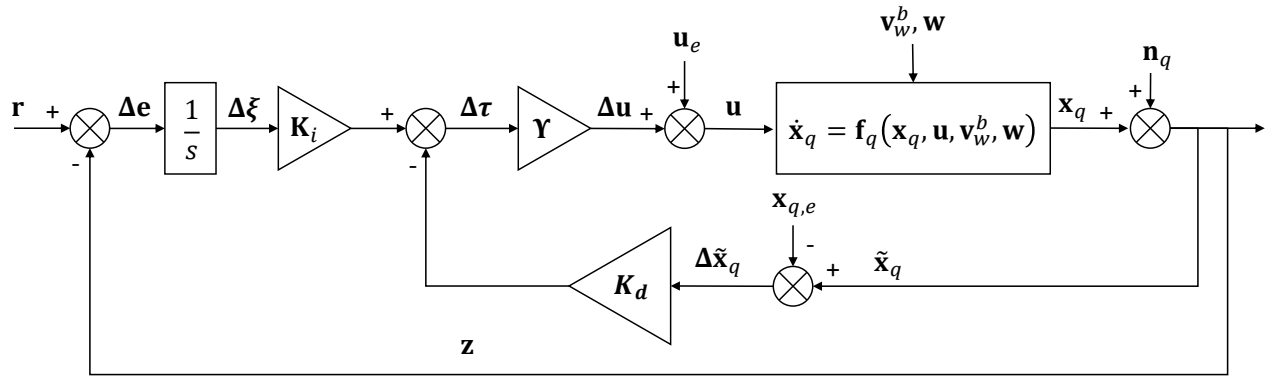 𝐯_w^b, 𝐰
𝐮_e
𝐧_q
𝐫 + 𝚫𝐞 1/s 𝚫𝝃 𝐊_i + 𝚫𝝉 𝚼 𝚫𝐮 + + 𝐮 𝐱̇_q = 𝐟_q(𝐱_q, 𝐮, 𝐯_w^b, 𝐰) 𝐱_q + +
- -
𝐱_{q,e}
-
𝑲_𝒅 𝚫𝐱̃_q + 𝐱̃_q
𝐳